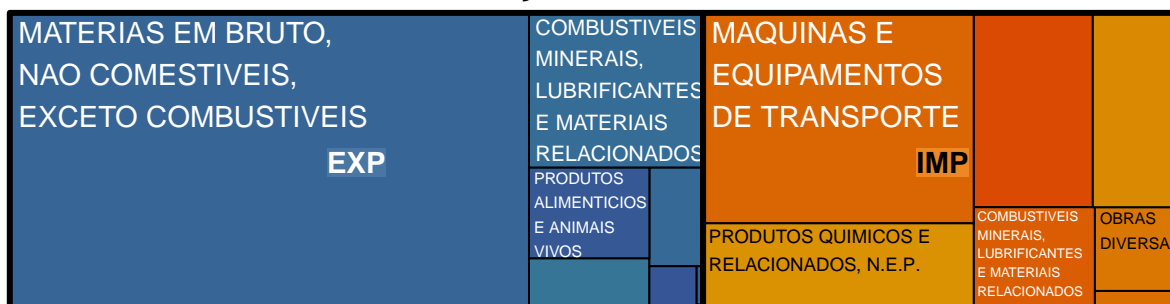 MATERIAS EM BRUTO,
NAO COMESTIVEIS,
EXCETO COMBUSTIVEIS
EXP
COMBUSTIVEIS
MINERAIS,
LUBRIFICANTES
E MATERIAIS
RELACIONADOS
PRODUTOS
ALIMENTICIOS
E ANIMAIS
VIVOS
MAQUINAS E
EQUIPAMENTOS
DE TRANSPORTE
IMP
PRODUTOS QUIMICOS E
RELACIONADOS, N.E.P.
COMBUSTIVEIS
MINERAIS,
LUBRIFICANTES
E MATERIAIS
RELACIONADOS
OBRAS
DIVERSA